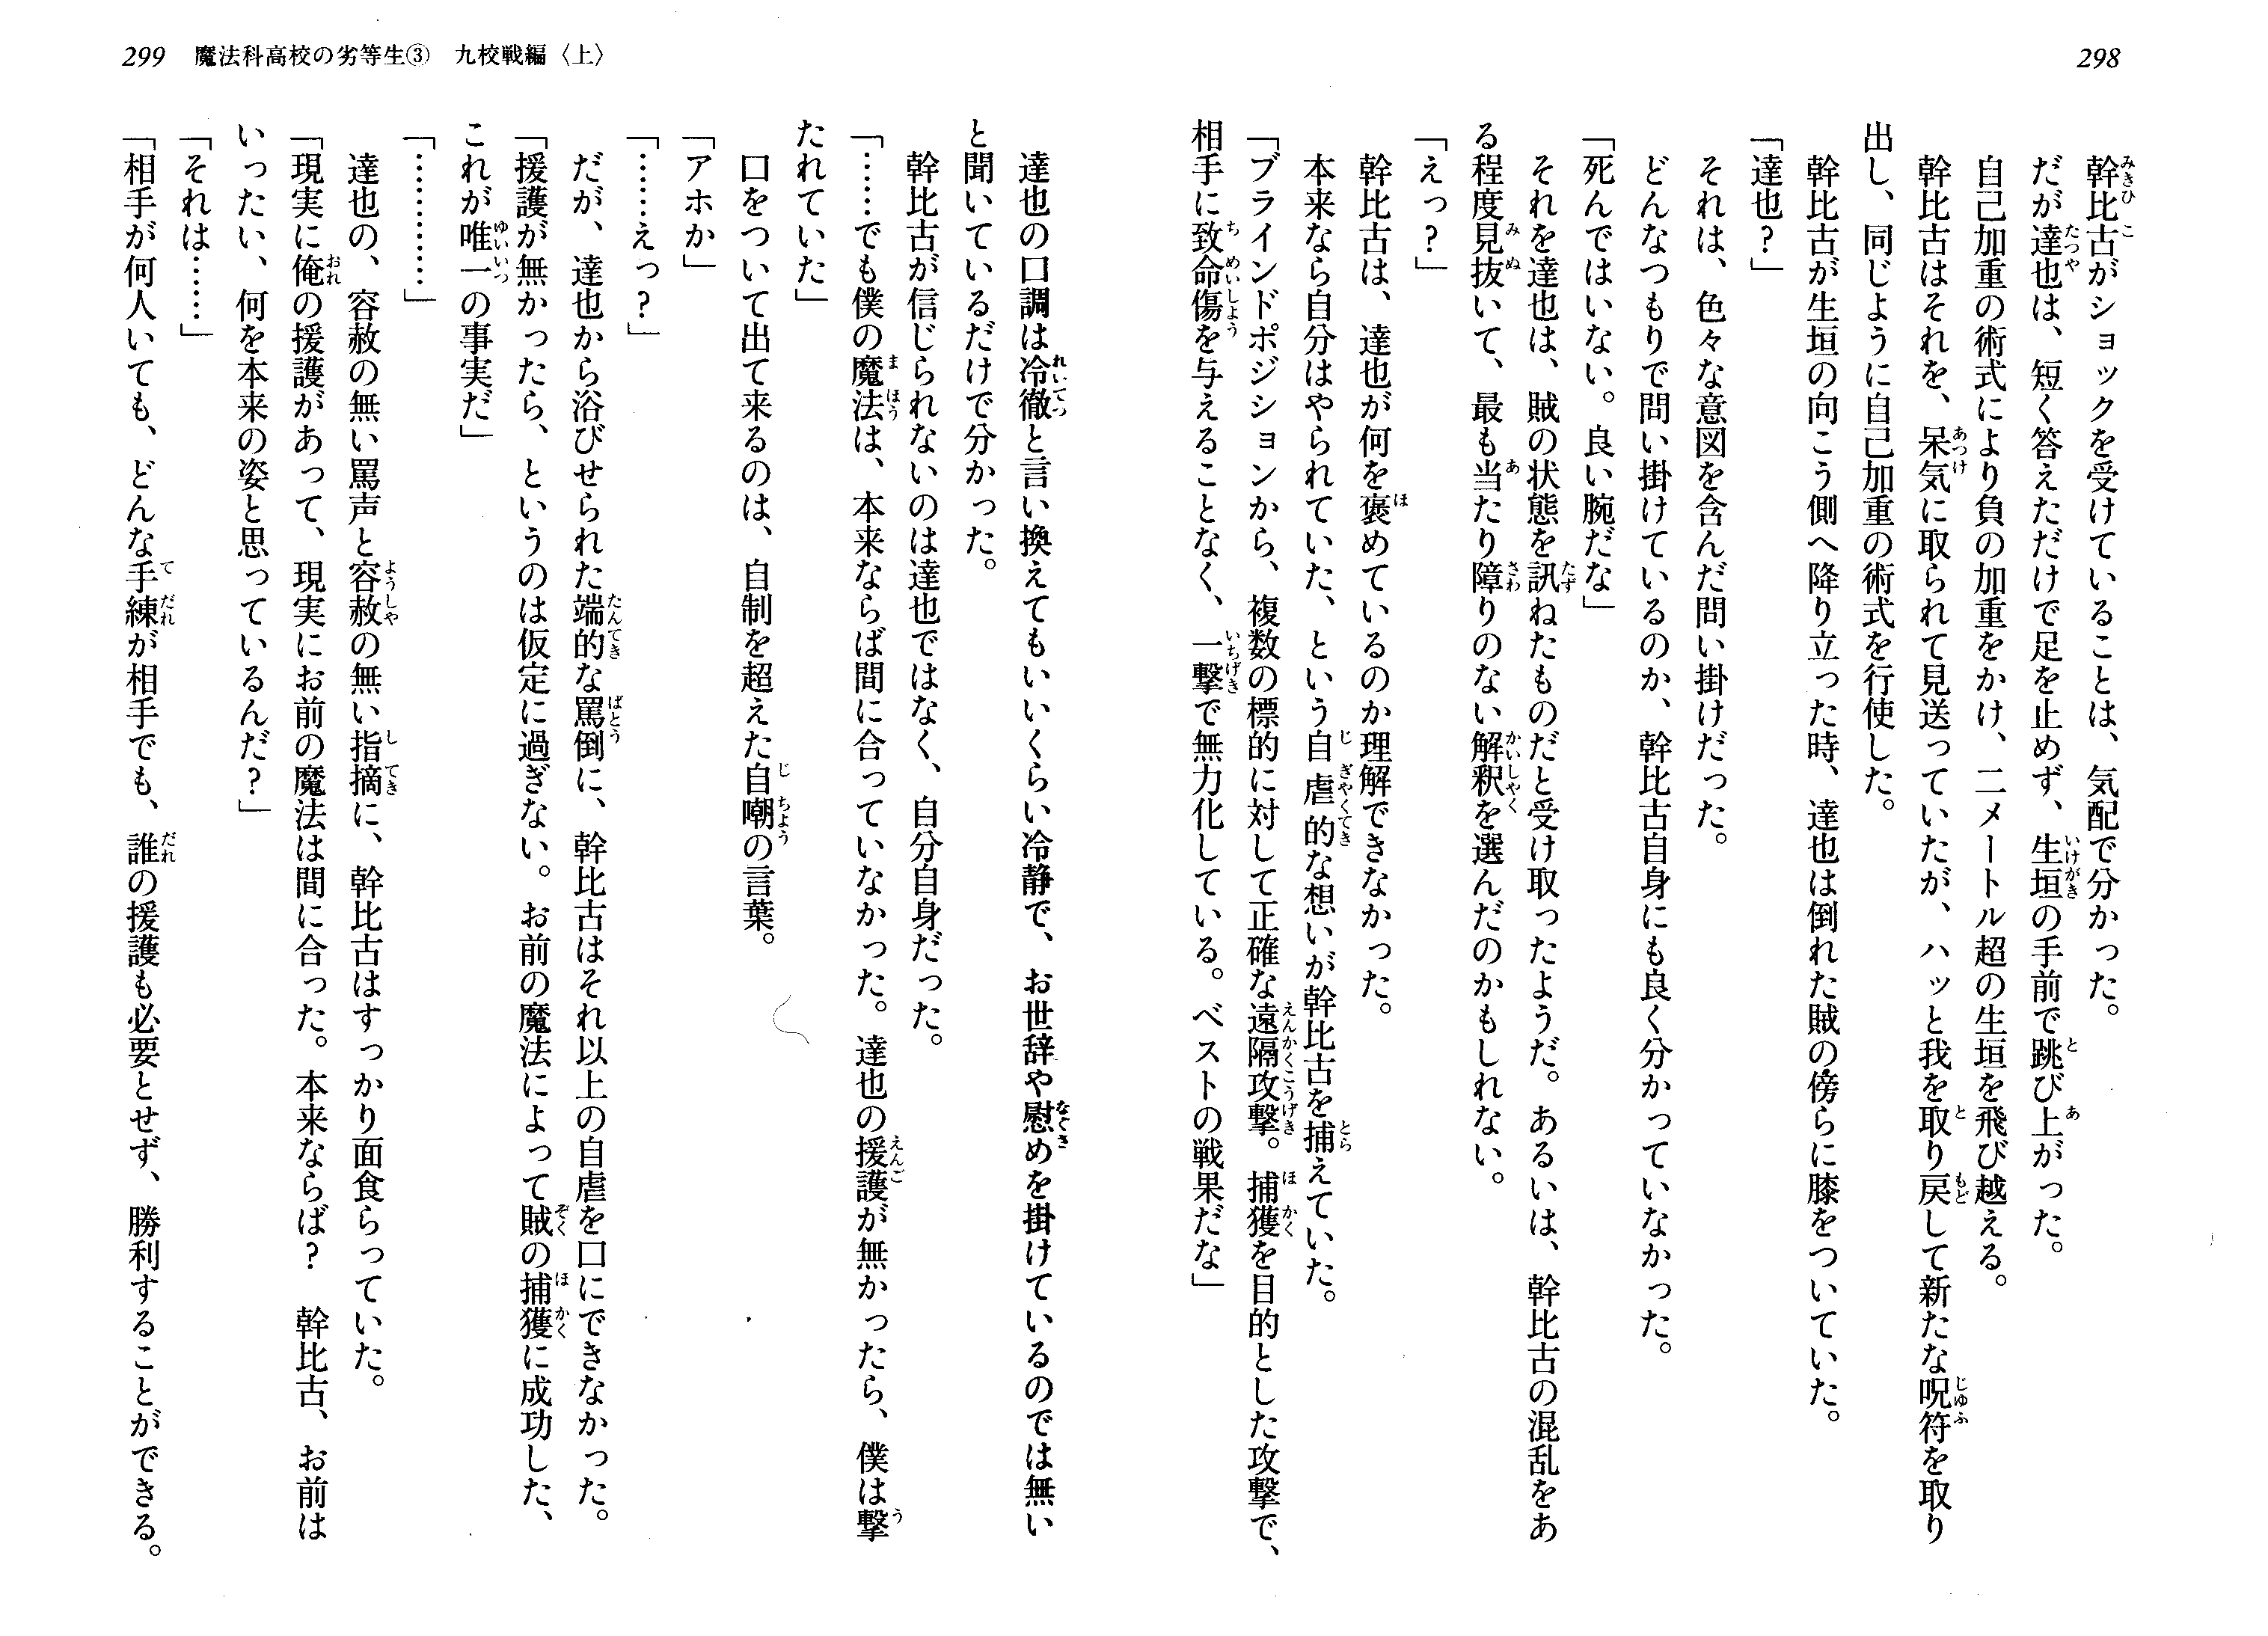 298
幹比古がショックを受けていることは、気配で分かった。
だが達也は、短く答えただけで足を止めず、生垣の手前で跳び上がった。
自己加重の術式により負の加重をかけ、二メートル超の生垣を飛び越える。
幹比古はそれを、呆気に取られて見送っていたが、ハッと我を取り戻して新たな呪符を取り
出し、同じように自己加重の術式を行使した。
幹比古が生垣の向こう側へ降り立った時、達也は倒れた賊の傍らに膝をついていた。
「達也?」
それは、色々な意図を含んだ問い掛けだった。
どんなつもりで問い掛けているのか、幹比古自身にも良く分かっていなかった。
「死んではいない。良い腕だな」
それを達也は、賊の状態を訊ねたものだと受け取ったようだ。あるいは、幹比古の混乱をあ
る程度見抜いて、最も当たり障りのない解釈を選んだのかもしれない。
「えっ?」
幹比古は、達也が何を褒めているのか理解できなかった。
本来なら自分はやられていた、という自虐的な想いが幹比古を捕えていた。
「ブラインドポジションから、複数の標的に対して正確な遠隔攻撃。捕獲を目的とした攻撃で、
相手に致命傷を与えることなく、一撃で無力化している。ベストの戦果だな」
299 魔法科高校の劣等生③ 九校戦編〈上〉
達也の口調は冷徹と言い換えてもいいくらい冷静で、お世辞や慰めを掛けているのでは無い
と聞いているだけで分かった。
幹比古が信じられないのは達也ではなく、自分自身だった。
「……でも僕の魔法は、本来ならば間に合っていなかった。達也の援護が無かったら、僕は撃
たれていた」
口をついて出て来るのは、自制を超えた自嘲の言葉。
「アホか」
「……えっ?」
だが、達也から浴びせられた端的な罵倒に、幹比古はそれ以上の自虐を口にできなかった。
「援護が無かったら、というのは仮定に過ぎない。お前の魔法によって賊の捕獲に成功した、
これが唯一の事実だ」
「…………」
達也の、容赦の無い罵声と容赦の無い指摘に、幹比古はすっかり面食らっていた。
「現実に俺の援護があって、現実にお前の魔法は間に合った。本来ならば? 幹比古、お前は
いったい、何を本来の姿と思っているんだ?」
「それは……」
「相手が何人いても、どんな手練が相手でも、誰の援護も必要とせず、勝利することができる。